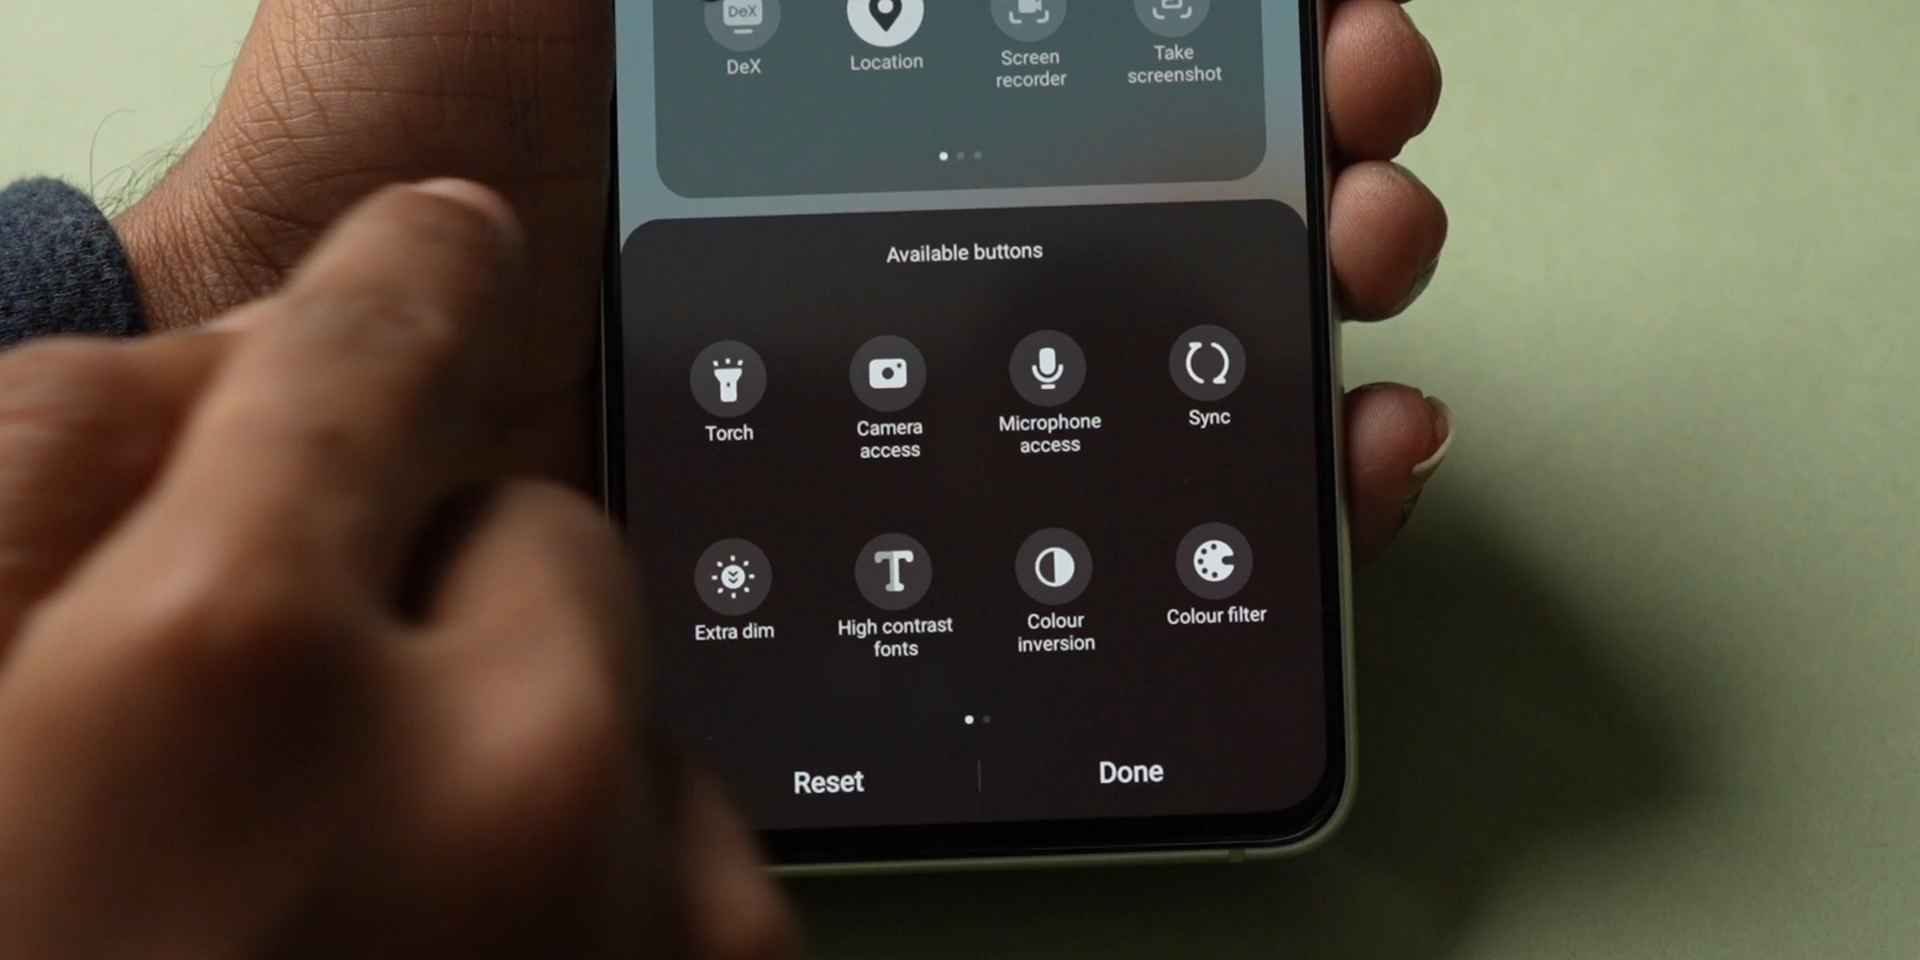 DeX
DeX
Location
Screen
recorder
Take
screenshot
Available buttons
Torch
Camera
access
Microphone
access
Sync
Extra dim
High contrast
fonts
Colour
inversion
Colour filter
Reset
Done